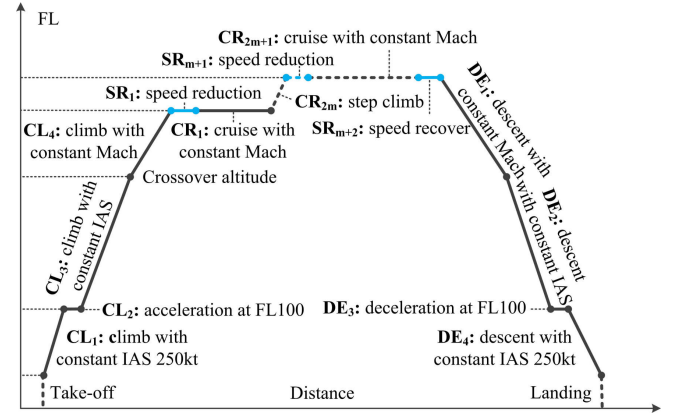 FL
CR2m+1: cruise with constant Mach
SRm+1: speed reduction
SR1: speed reduction
CR2m: step climb
CL4: climb with
constant Mach
CR1: cruise with
constant Mach
SRm+2: speed recover
DE1: descent with
constant Mach
Crossover altitude
CL3: climb with
constant IAS
DE2: descent
with constant IAS
CL2: acceleration at FL100
DE3: deceleration at FL100
CL1: climb with
constant IAS 250kt
DE4: descent with
constant IAS 250kt
Take-off
Distance
Landing